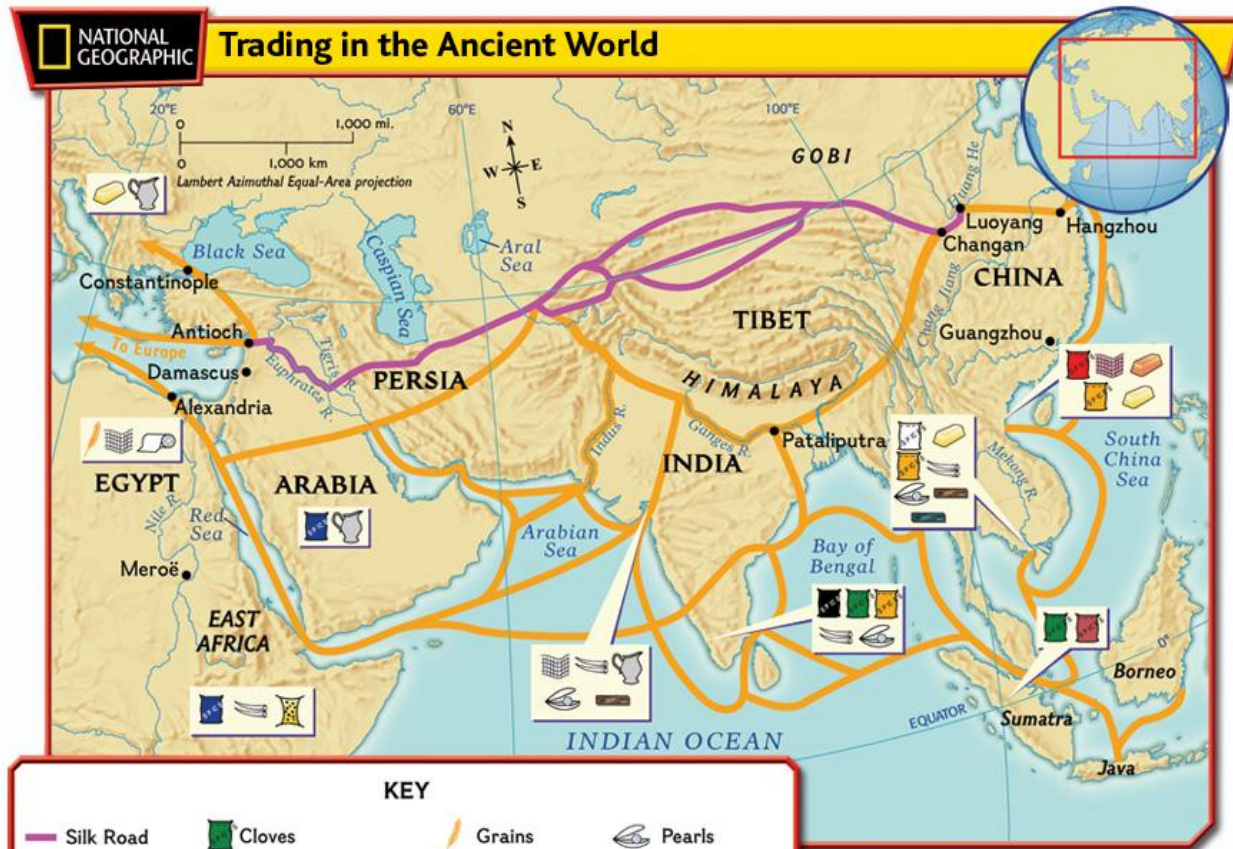 NATIONAL
GEOGRAPHIC
Trading in the Ancient World
20°E
60°E
100°E
0
1,000 mi.
0
1,000 km
Lambert Azimuthal Equal-Area projection
N
W
E
S
GOBI
Huang He
Black Sea
Caspian Sea
Aral
Sea
Luoyang
Changan
Hangzhou
Constantinople
CHINA
Chang Jiang
TIBET
Antioch
To Europe
Tigris R.
Euphrates R.
Guangzhou
Damascus
PERSIA
HIMALAYA
Alexandria
Indus R.
Ganges R.
Pataliputra
INDIA
South
China
Sea
Mekong R.
EGYPT
ARABIA
Nile R.
Red
Sea
Arabian
Sea
Bay of
Bengal
Meroë
EAST
AFRICA
0°
Borneo
EQUATOR
Sumatra
INDIAN OCEAN
Java
KEY
Silk Road
Cloves
Grains
Pearls